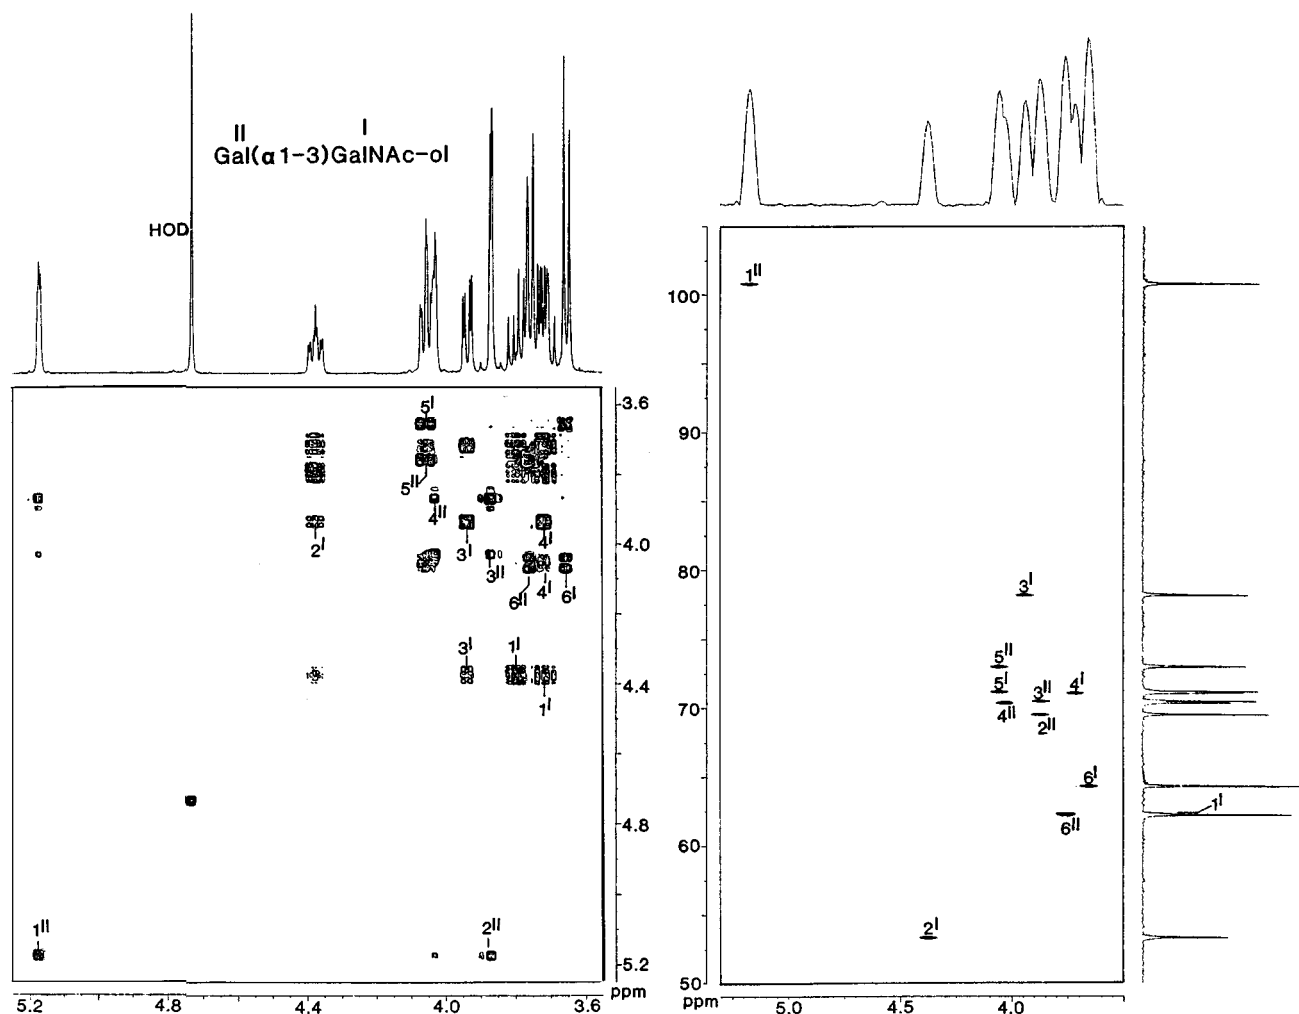 II I
Gal(α1-3)GalNAc-ol
HOD
5I
5II
4II
2I
3I
3II
4I
6II
4I
6I
3I
1I
1I
1II
2II
3.6
4.0
4.4
4.8
5.2
ppm
5.2 4.8 4.4 4.0 3.6
1II
100
90
80
70
60
50
3I
5II
5I
4II
3II
2II
4I
6I
6II
1I
2I
ppm 5.0 4.5 4.0